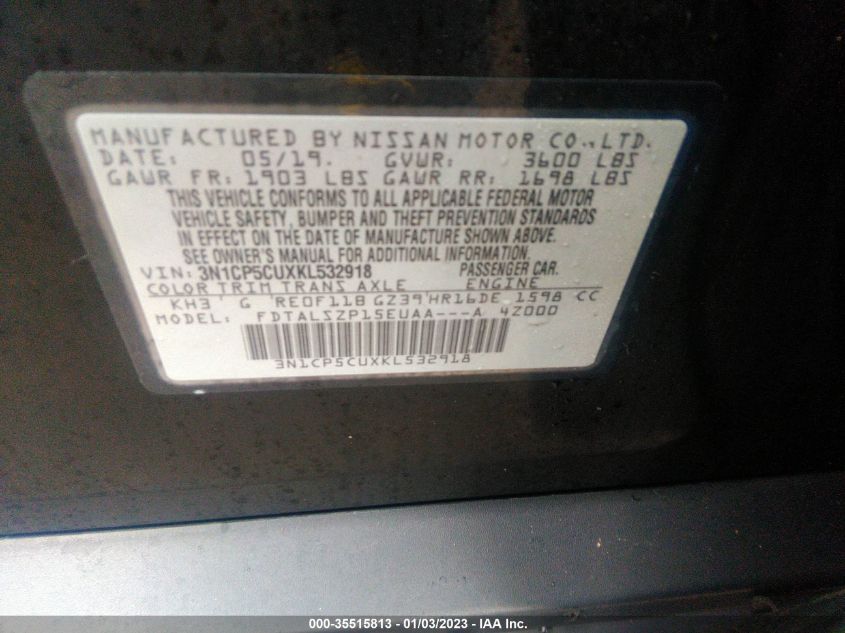 MANUFACTURED BY NISSAN MOTOR CO.,LTD.
DATE: 05/19. GVWR: 3600 LBS
GAWR FR: 1903 LBS GAWR RR: 1698 LBS
THIS VEHICLE CONFORMS TO ALL APPLICABLE FEDERAL MOTOR
VEHICLE SAFETY, BUMPER AND THEFT PREVENTION STANDARDS
IN EFFECT ON THE DATE OF MANUFACTURE SHOWN ABOVE.
SEE OWNER'S MANUAL FOR ADDITIONAL INFORMATION.
VIN: 3N1CP5CUXKL532918 PASSENGER CAR.
COLOR TRIM TRANS AXLE ENGINE
KH3 G RE0F11B GZ39 HR16DE 1598 CC
MODEL: FDTALSZP15EUAA---A 4Z000
3N1CP5CUXKL532918
000-35515813 - 01/03/2023 - IAA Inc.